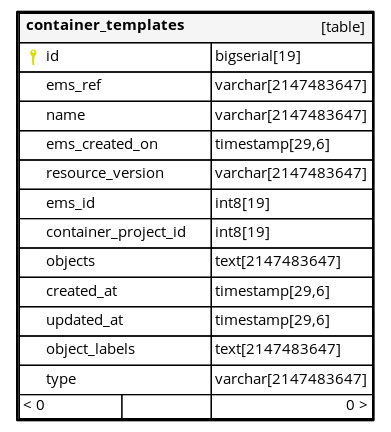 container_templates [table]
id bigserial[19]
ems_ref varchar[2147483647]
name varchar[2147483647]
ems_created_on timestamp[29,6]
resource_version varchar[2147483647]
ems_id int8[19]
container_project_id int8[19]
objects text[2147483647]
created_at timestamp[29,6]
updated_at timestamp[29,6]
object_labels text[2147483647]
type varchar[2147483647]
< 0 0 >